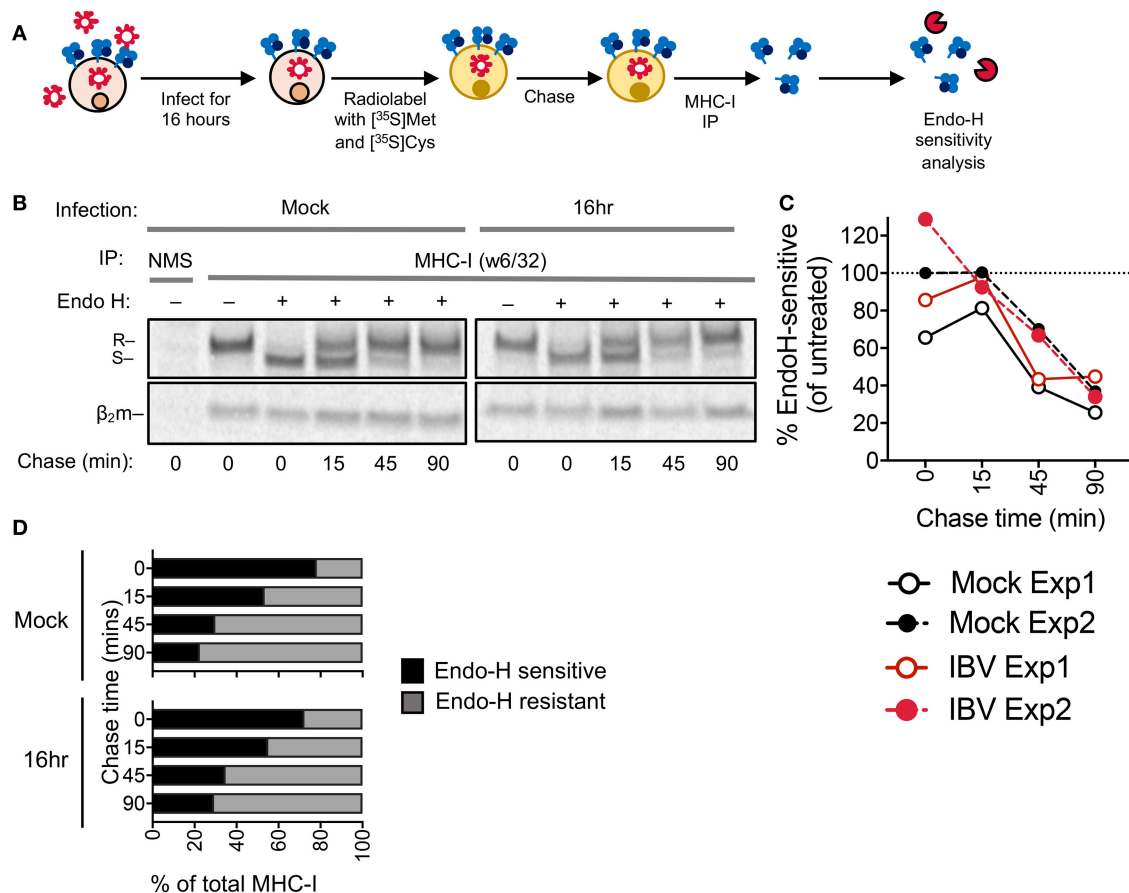 A
Infect for
16 hours
Radiolabel
with [³⁵S]Met
and [³⁵S]Cys
Chase
MHC-I
IP
Endo-H
sensitivity
analysis
B
Infection:
Mock
16hr
IP:
NMS
MHC-I (w6/32)
Endo H:
– – + + + + – + + + +
R–
S–
β₂m–
Chase (min):
0 0 0 15 45 90 0 0 15 45 90
C
% EndoH-sensitive
(of untreated)
120
100
80
60
40
20
0
0 15 45 90
Chase time (min)
Mock Exp1
Mock Exp2
IBV Exp1
IBV Exp2
D
Mock
16hr
Chase time (mins)
0
15
45
90
0
15
45
90
0 20 40 60 80 100
% of total MHC-I
Endo-H sensitive
Endo-H resistant